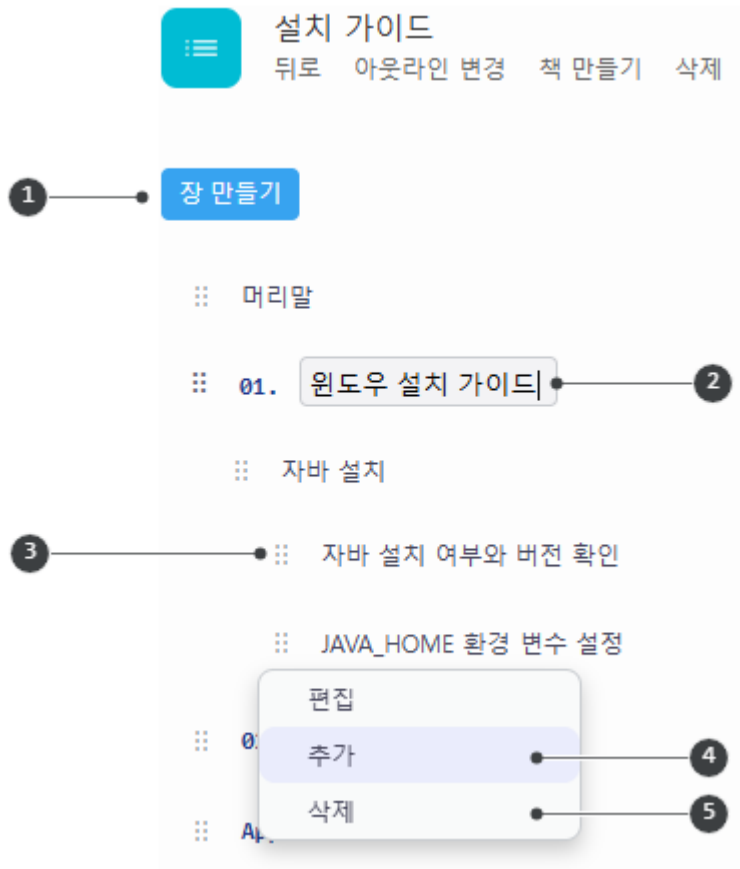 설치 가이드
뒤로 아웃라인 변경 책 만들기 삭제
1 장 만들기
머리말
01. 윈도우 설치 가이드 2
자바 설치
3 자바 설치 여부와 버전 확인
JAVA_HOME 환경 변수 설정
편집
추가 4
삭제 5